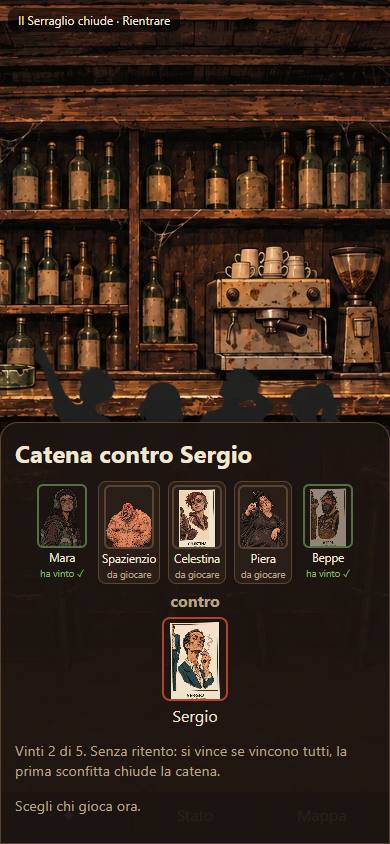 Il Serraglio chiude · Rientrare
Catena contro Sergio
Mara
ha vinto ✓
Spazienzio
da giocare
CELESTINA
Celestina
da giocare
Piera
da giocare
Beppe
ha vinto ✓
contro
SERGIO
Sergio
Vinti 2 di 5. Senza ritento: si vince se vincono tutti, la
prima sconfitta chiude la catena.
Scegli chi gioca ora.
Stato
Mappa